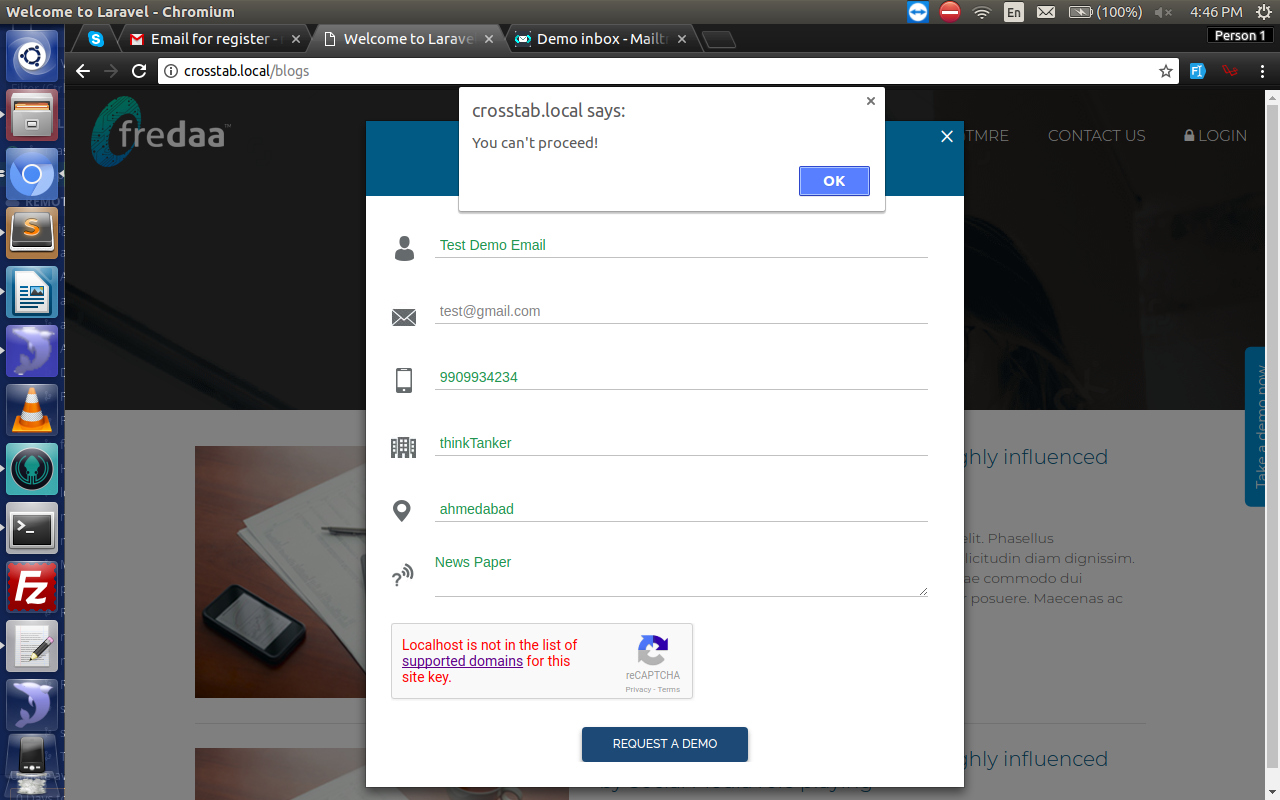 Welcome to Laravel - Chromium
En
(100%)
4:46 PM
Email for register -
Welcome to Larave
Demo inbox - Mailt
Person 1
crosstab.local/blogs
fredaa™
TMRE
CONTACT US
LOGIN
crosstab.local says:
You can't proceed!
OK
Test Demo Email
test@gmail.com
9909934234
thinkTanker
ahmedabad
News Paper
Localhost is not in the list of
supported domains for this
site key.
reCAPTCHA
Privacy - Terms
REQUEST A DEMO
Take a demo now
ghly influenced
elit. Phasellus
licitudin diam dignissim.
ae commodo dui
r posuere. Maecenas ac
ghly influenced